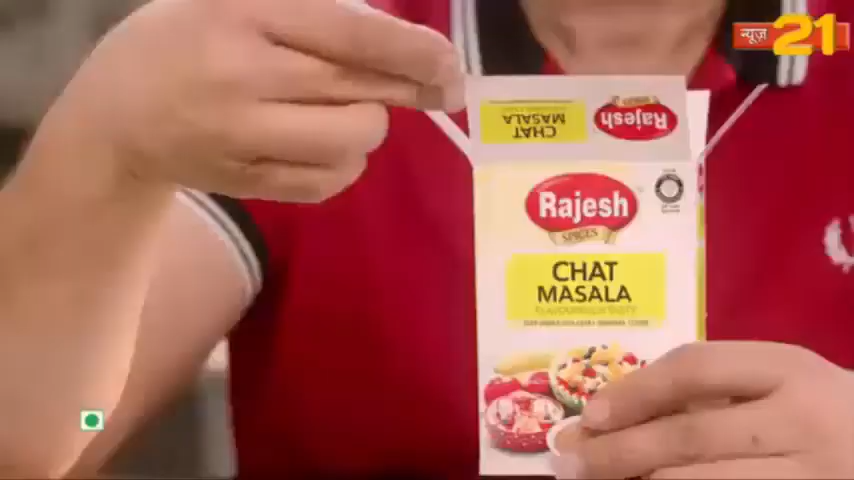 न्यूज़ 21
CHAT
MASALA
Rajesh
Rajesh
SPICES
CHAT
MASALA